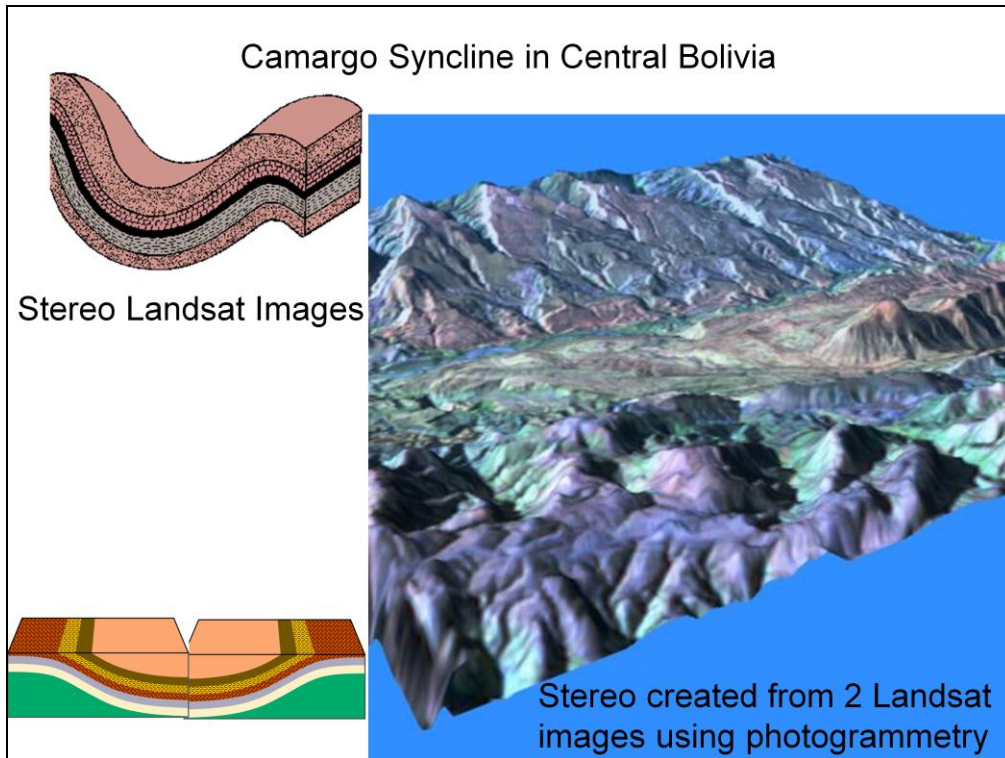 Camargo Syncline in Central Bolivia
Stereo Landsat Images
Stereo created from 2 Landsat
images using photogrammetry